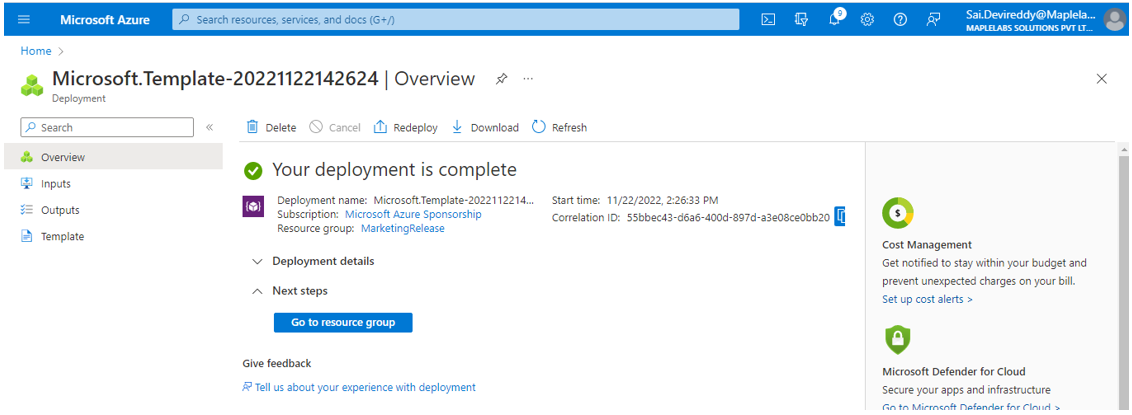 Microsoft Azure
Search resources, services, and docs (G+/)
9
Sai.Devireddy@Maplela...
MAPLELABS SOLUTIONS PVT LT...
Home >
Microsoft.Template-20221122142624 | Overview
Deployment
Search
Overview
Inputs
Outputs
Template
Delete Cancel Redeploy Download Refresh
Your deployment is complete
Deployment name: Microsoft.Template-2022112214...
Subscription: Microsoft Azure Sponsorship
Resource group: MarketingRelease
Start time: 11/22/2022, 2:26:33 PM
Correlation ID: 55bbec43-d6a6-400d-897d-a3e08ce0bb20
Deployment details
Next steps
Go to resource group
Give feedback
Tell us about your experience with deployment
Cost Management
Get notified to stay within your budget and
prevent unexpected charges on your bill.
Set up cost alerts >
Microsoft Defender for Cloud
Secure your apps and infrastructure
Go to Microsoft Defender for Cloud >